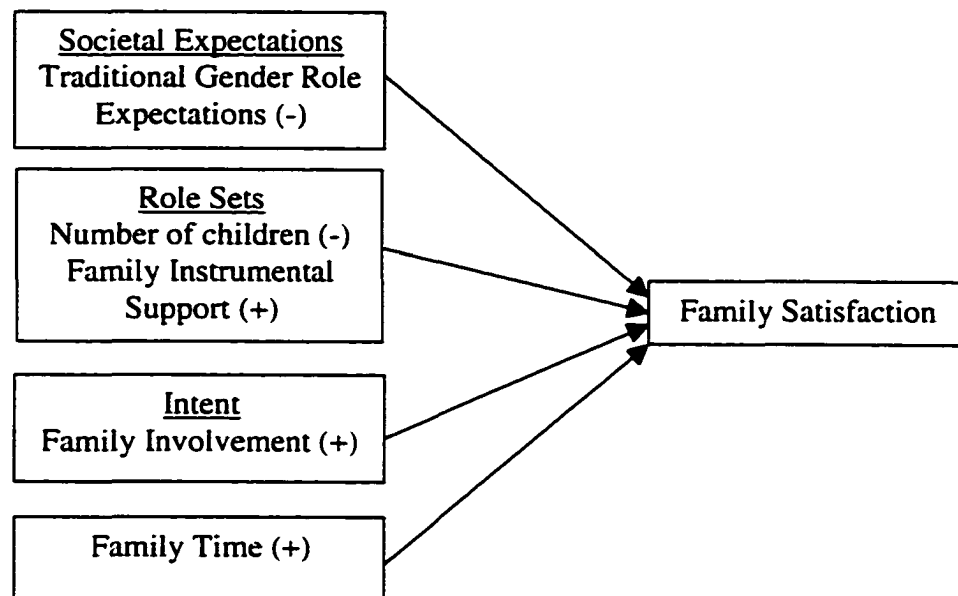 Societal Expectations
Traditional Gender Role
Expectations (-)
Role Sets
Number of children (-)
Family Instrumental
Support (+)
Intent
Family Involvement (+)
Family Time (+)
Family Satisfaction